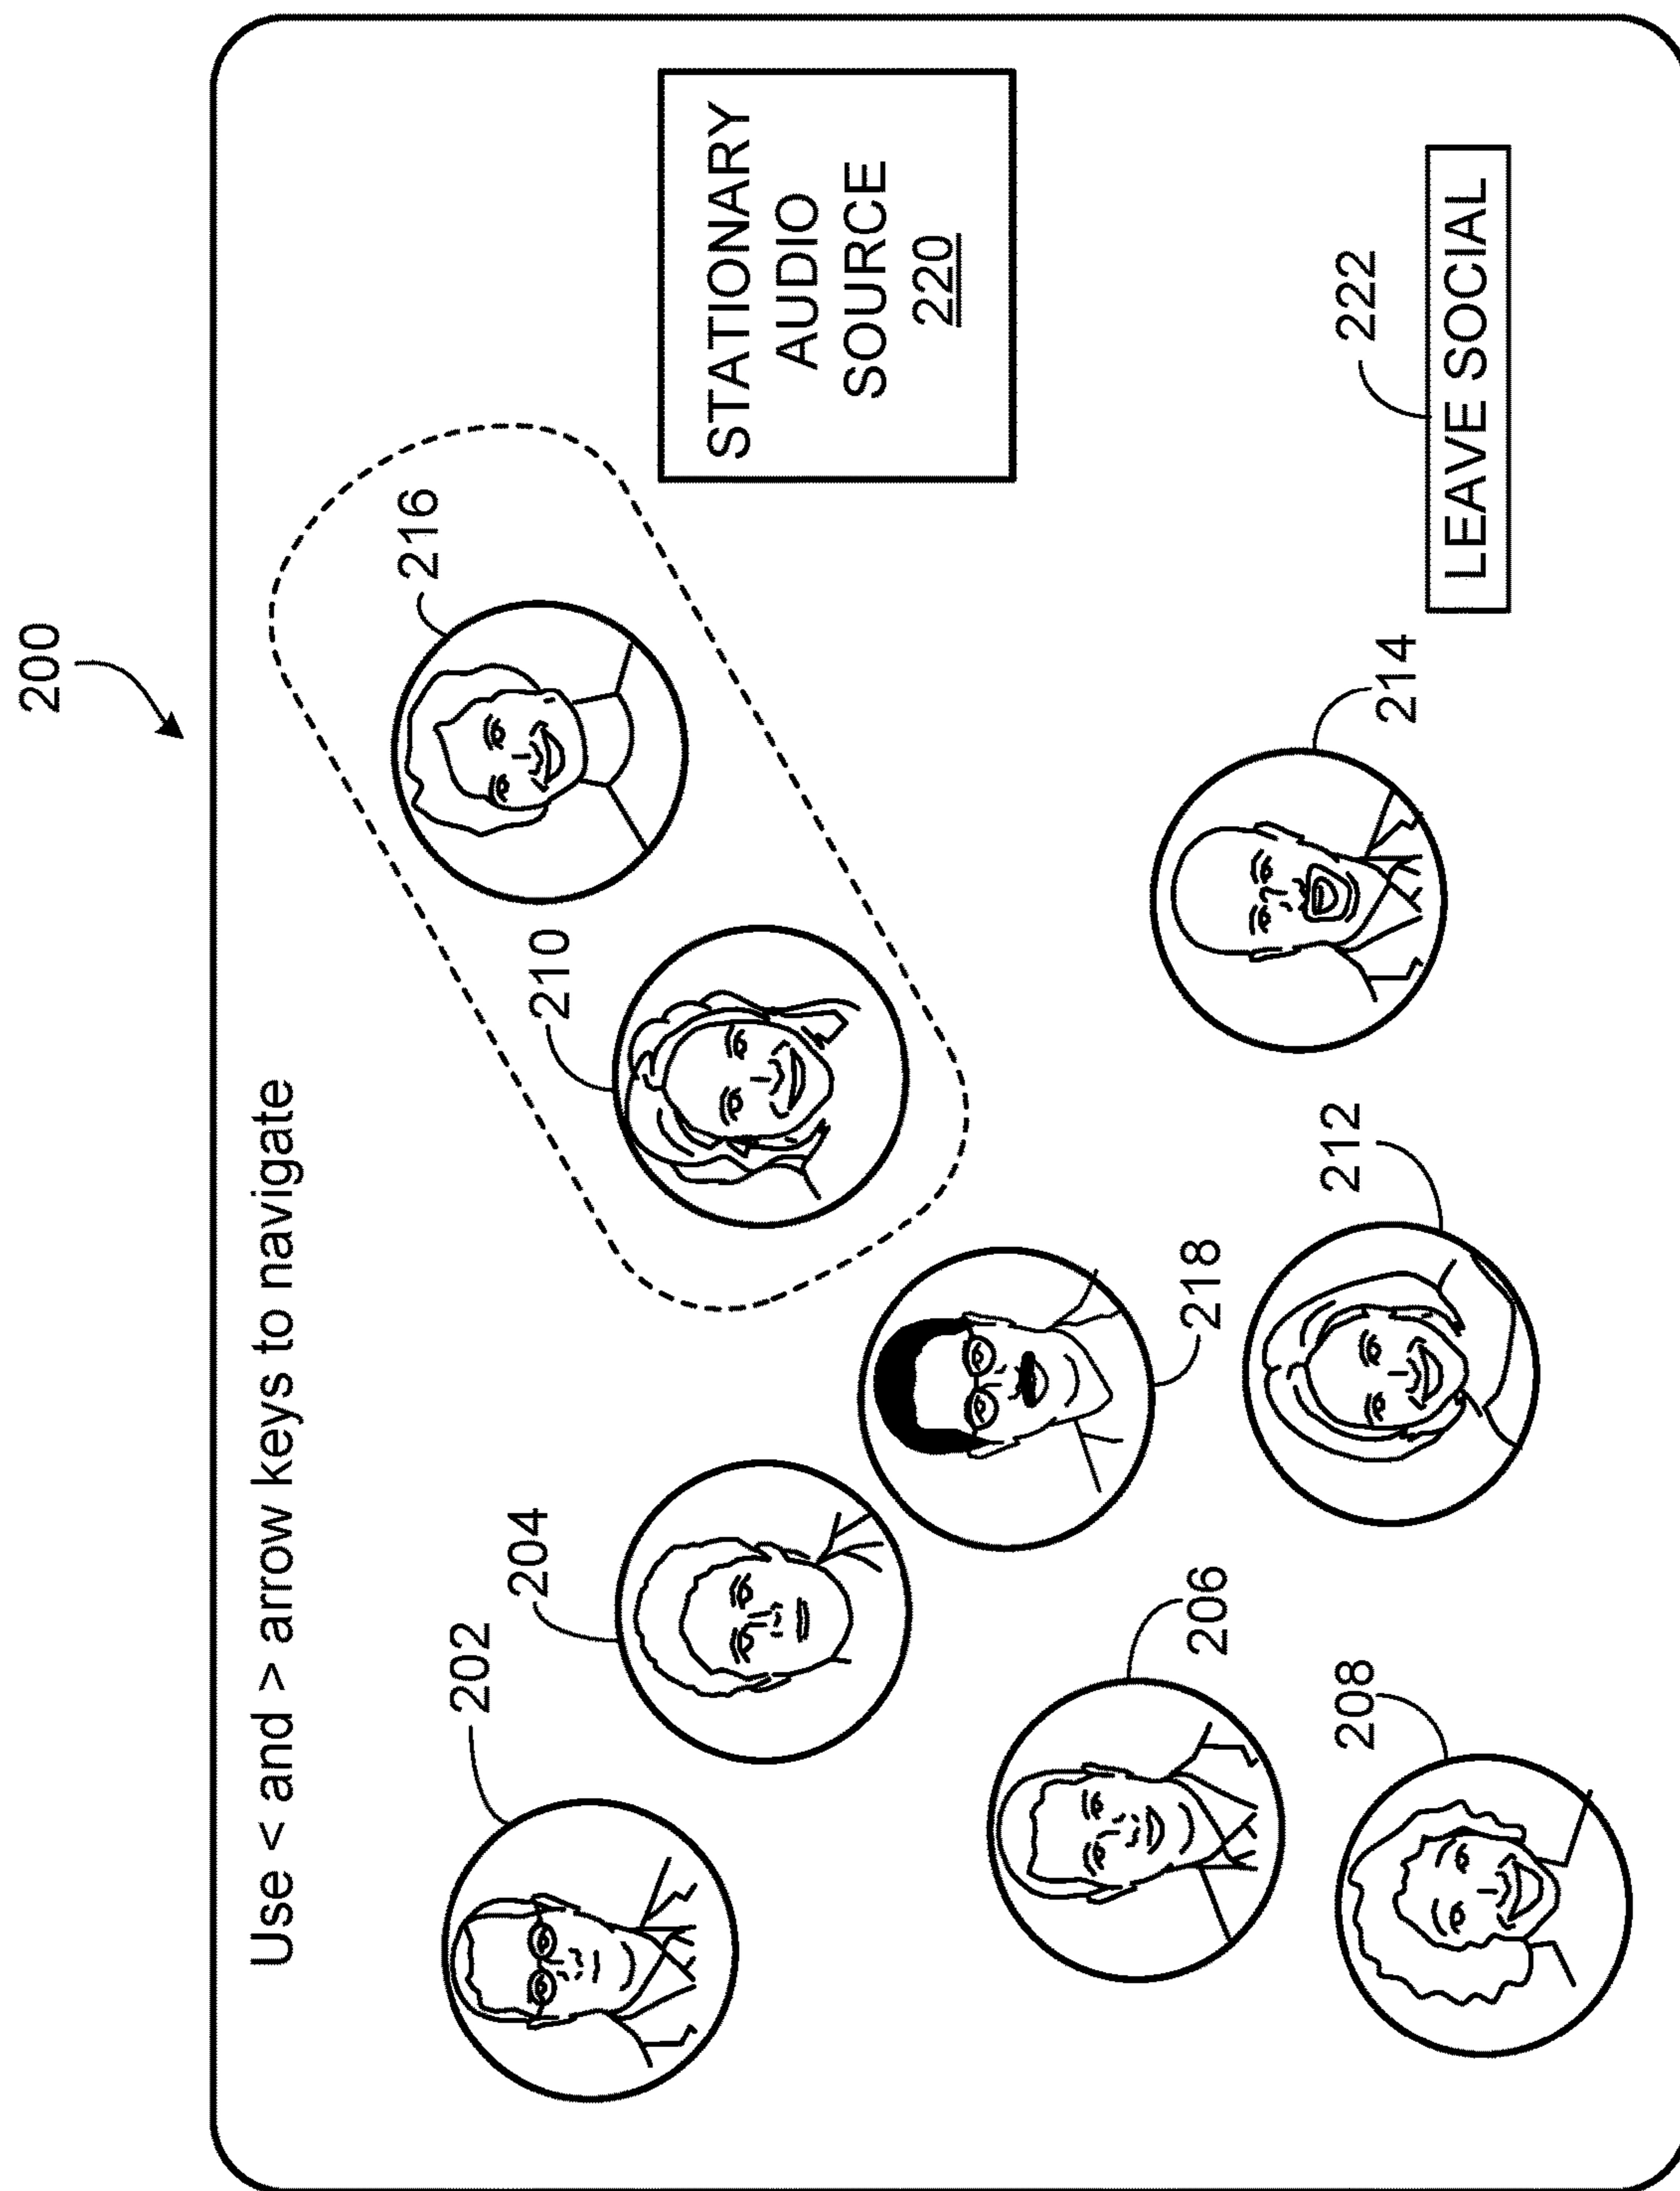 200
Use < and > arrow keys to navigate
202
204
210
216
STATIONARY
AUDIO
SOURCE
220
218
206
208
212
214
222
LEAVE SOCIAL